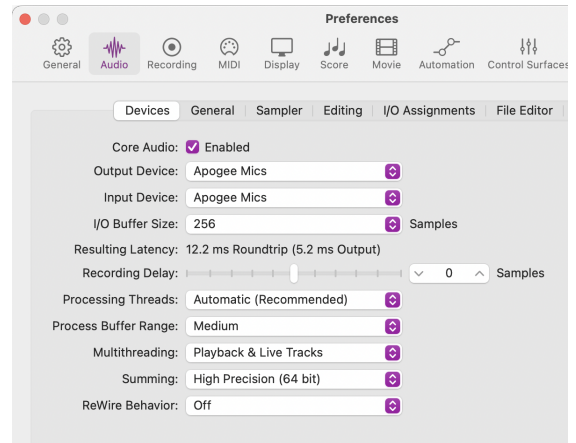 Preferences
General Audio Recording MIDI Display Score Movie Automation Control Surfaces
Devices General Sampler Editing I/O Assignments File Editor
Core Audio: Enabled
Output Device: Apogee Mics
Input Device: Apogee Mics
I/O Buffer Size: 256 Samples
Resulting Latency: 12.2 ms Roundtrip (5.2 ms Output)
Recording Delay: 0 Samples
Processing Threads: Automatic (Recommended)
Process Buffer Range: Medium
Multithreading: Playback & Live Tracks
Summing: High Precision (64 bit)
ReWire Behavior: Off